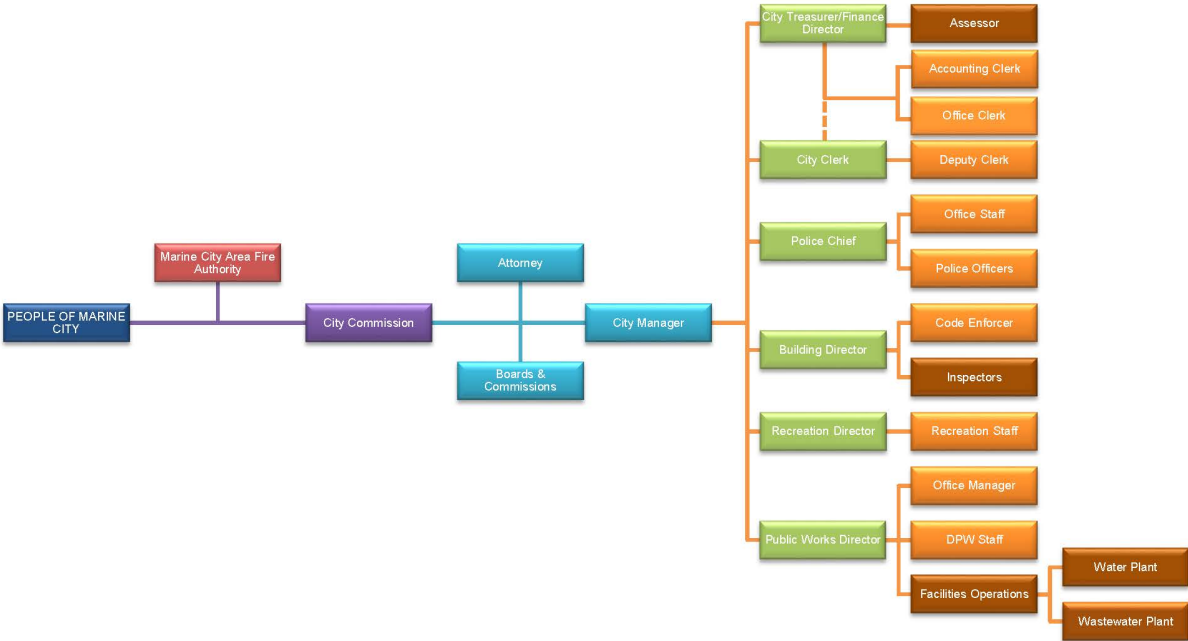 City Treasurer/Finance
Director
Assessor
Accounting Clerk
Office Clerk
City Clerk
Deputy Clerk
Office Staff
Police Chief
Police Officers
Marine City Area Fire
Authority
Attorney
PEOPLE OF MARINE
CITY
City Commission
City Manager
Boards &
Commissions
Code Enforcer
Building Director
Inspectors
Recreation Director
Recreation Staff
Office Manager
Public Works Director
DPW Staff
Facilities Operations
Water Plant
Wastewater Plant